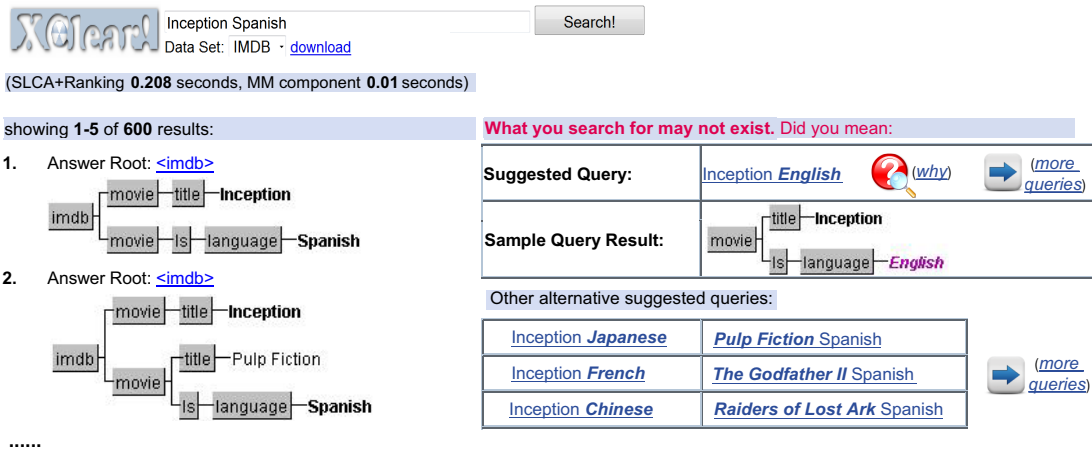 XClear!
Inception Spanish
Search!
Data Set: IMDB download
(SLCA+Ranking 0.208 seconds, MM component 0.01 seconds)
showing 1-5 of 600 results:
1. Answer Root: <imdb>
imdb movie title Inception
movie ls language Spanish
2. Answer Root: <imdb>
imdb movie title Inception
movie title Pulp Fiction
ls language Spanish
......
What you search for may not exist. Did you mean:
Suggested Query: Inception English (why) (more queries)
Sample Query Result: movie title Inception
ls language English
Other alternative suggested queries:
Inception Japanese Pulp Fiction Spanish
Inception French The Godfather II Spanish
Inception Chinese Raiders of Lost Ark Spanish
(more queries)